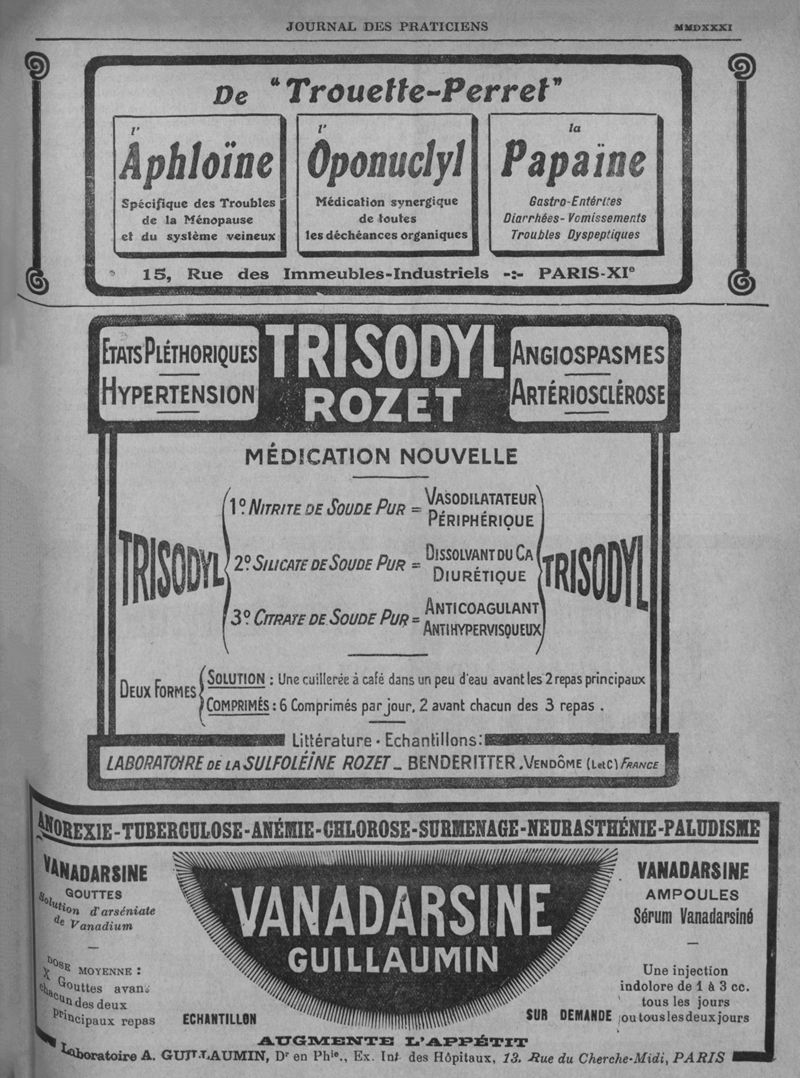 JOURNAL DES PRATICIENS MMDXXXI
De "Trouette-Perret"
l' Aphloïne
Spécifique des Troubles
de la Ménopause
et du système veineux
l' Oponuclyl
Médication synergique
de toutes
les déchéances organiques
la Papaïne
Gastro-Entérites
Diarrhées-Vomissements
Troubles Dyspeptiques
15, Rue des Immeubles-Industriels -:- PARIS-XIe
ETATS PLÉTHORIQUES
HYPERTENSION
TRISODYL
ROZET
ANGIOSPASMES
ARTÉRIOSCLÉROSE
MÉDICATION NOUVELLE
TRISODYL
1º. NITRITE DE SOUDE PUR = VASODILATATEUR
PÉRIPHÉRIQUE
2º. SILICATE DE SOUDE PUR = DISSOLVANT DU CA
DIURÉTIQUE
3º. CITRATE DE SOUDE PUR = ANTICOAGULANT
ANTIHYPERVISQUEUX
TRISODYL
DEUX FORMES
SOLUTION : Une cuillerée à café dans un peu d'eau avant les 2 repas principaux
COMPRIMÉS : 6 Comprimés par jour, 2 avant chacun des 3 repas .
Littérature · Echantillons:
LABORATOIRE DE LA SULFOLÉINE ROZET _ BENDERITTER . VENDÔME (L et C) FRANCE
ANOREXIE-TUBERCULOSE-ANÉMIE-CHLOROSE-SURMENAGE-NEURASTHÉNIE-PALUDISME
VANADARSINE
GOUTTES
Solution d'arséniate
de Vanadium
DOSE MOYENNE :
X Gouttes avant
chacun des deux
principaux repas
VANADARSINE
GUILLAUMIN
VANADARSINE
AMPOULES
Sérum Vanadarsiné
Une injection
indolore de 1 à 3 cc.
tous les jours
ou tous les deux jours
ECHANTILLON SUR DEMANDE
AUGMENTE L'APPÉTIT
Laboratoire A. GUILLAUMIN, Dr en Phie., Ex. Int. des Hôpitaux, 13, Rue du Cherche-Midi, PARIS